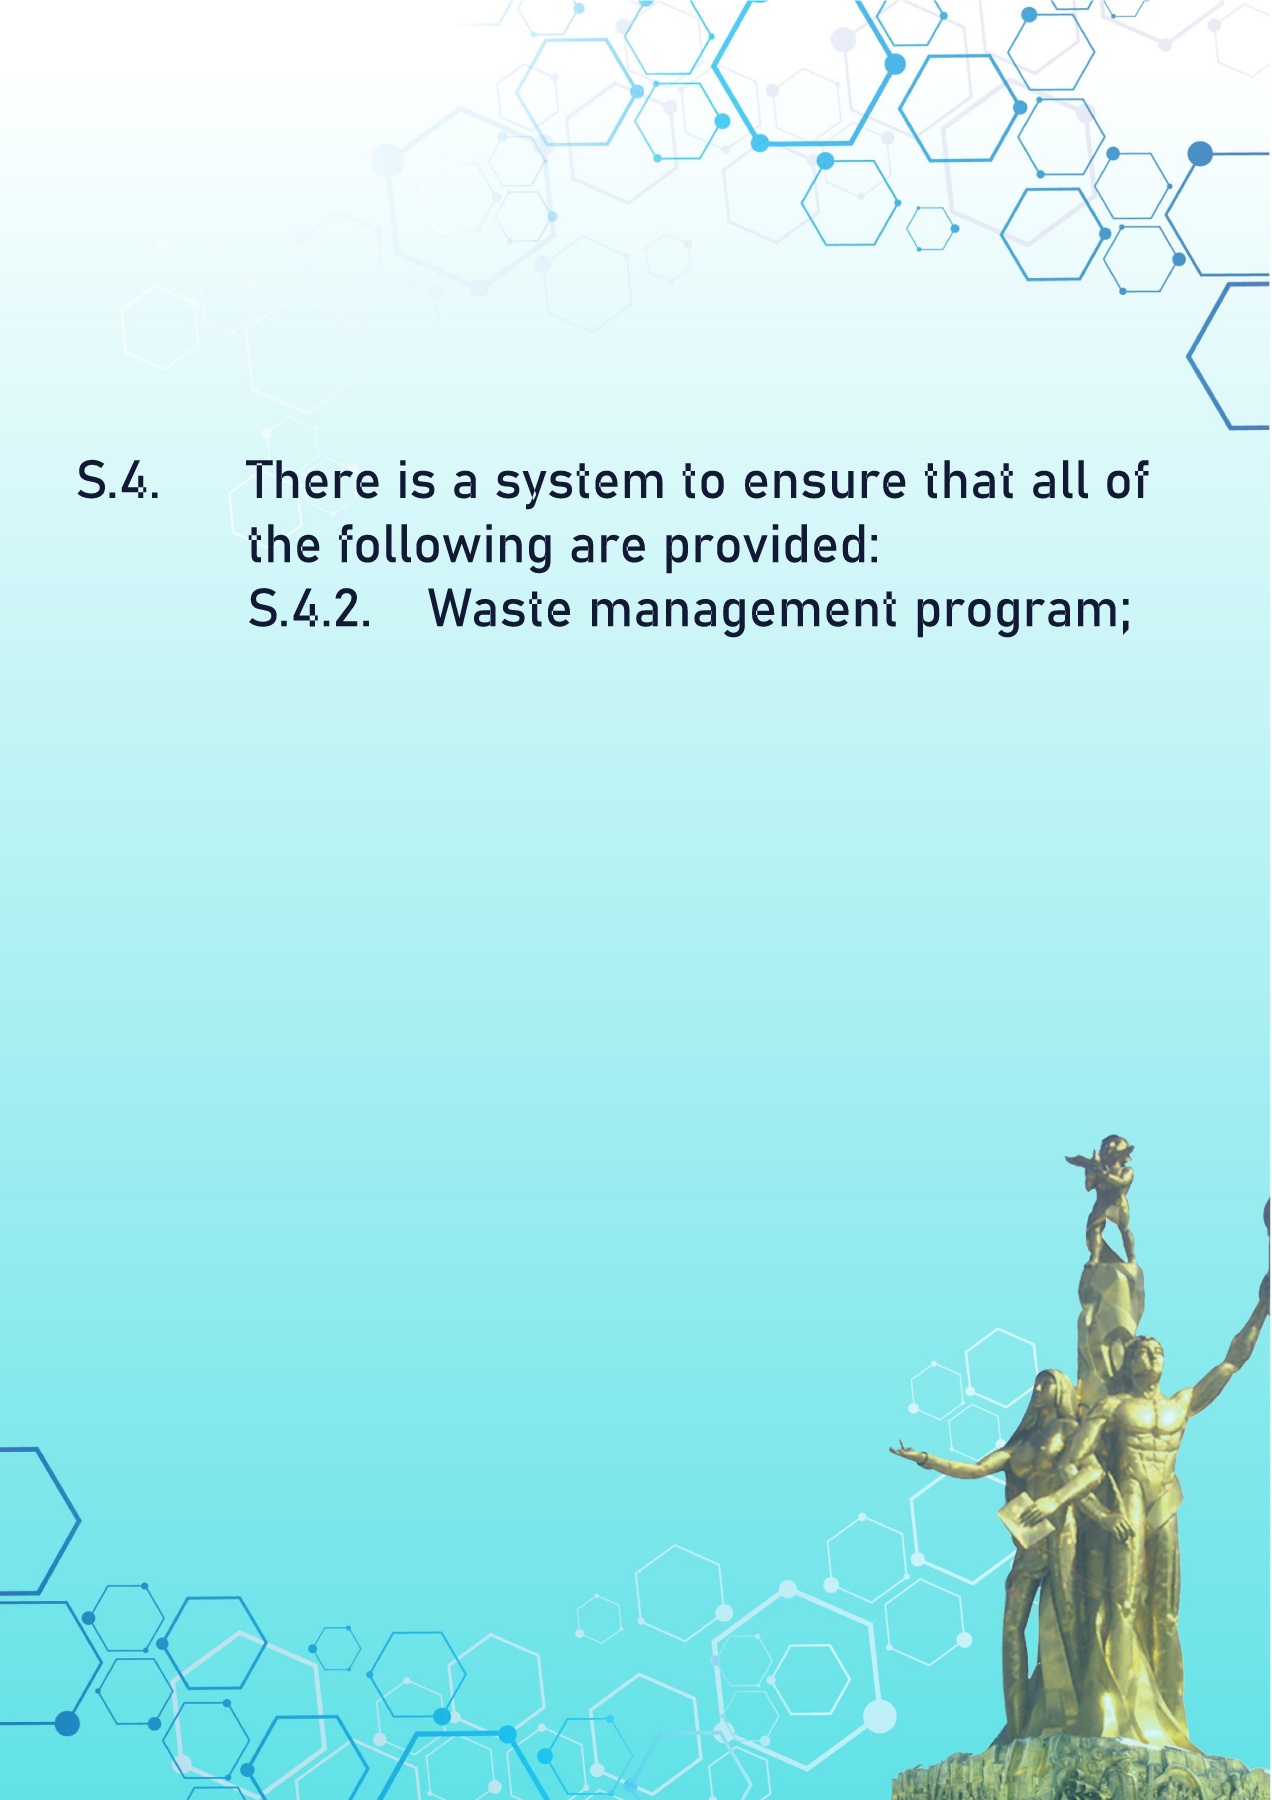 S.4. There is a system to ensure that all of
the following are provided:
S.4.2. Waste management program;